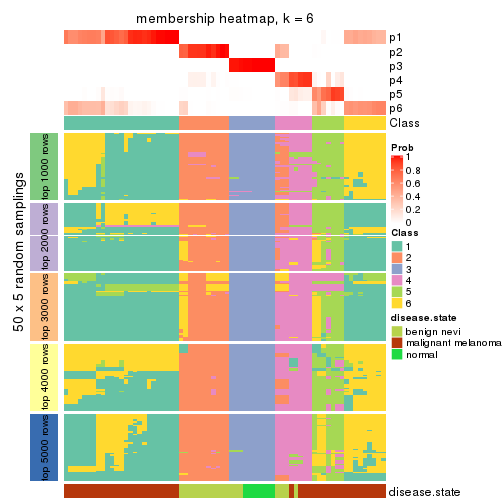 membership heatmap, k = 6
p1
p2
p3
p4
p5
p6
Class
50 x 5 random samplings
top 1000 rows
top 2000 rows
top 3000 rows
top 4000 rows
top 5000 rows
disease.state
Prob
1
0.8
0.6
0.4
0.2
0
Class
1
2
3
4
5
6
disease.state
benign nevi
malignant melanoma
normal